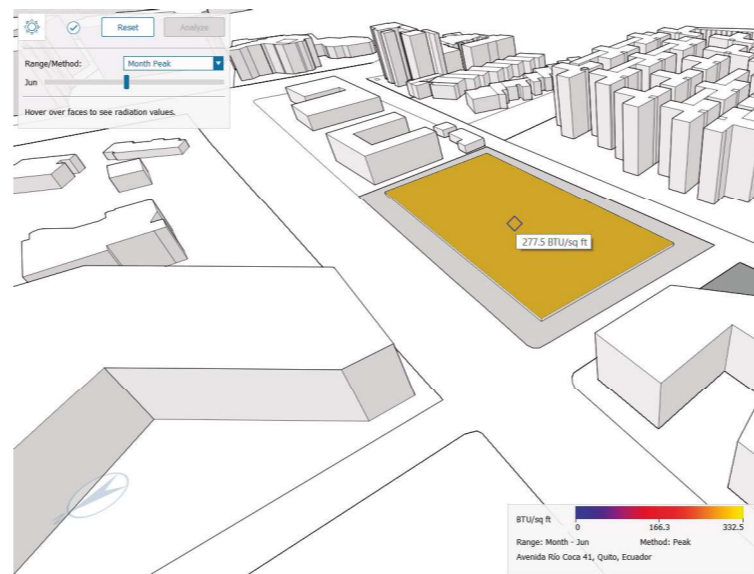 Reset
Analyze
Range/Method:
Month Peak
Jun
Hover over faces to see radiation values.
277.5 BTU/sq ft
BTU/sq ft
0
166.3
332.5
Range: Month - Jun
Method: Peak
Avenida Río Coca 41, Quito, Ecuador